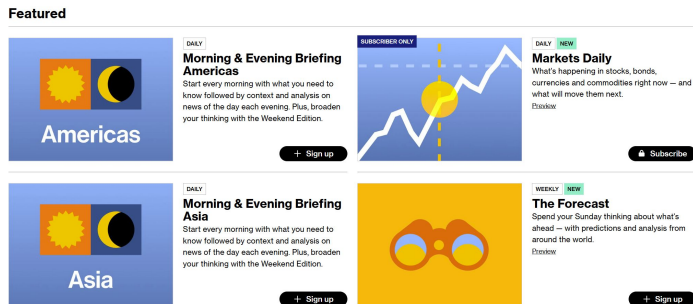 Featured
Americas
DAILY
Morning & Evening Briefing
Americas
Start every morning with what you need to
know followed by context and analysis on
news of the day each evening. Plus, broaden
your thinking with the Weekend Edition.
+ Sign up
SUBSCRIBER ONLY
DAILY NEW
Markets Daily
What's happening in stocks, bonds,
currencies and commodities right now — and
what will move them next.
Preview
Subscribe
Asia
DAILY
Morning & Evening Briefing
Asia
Start every morning with what you need to
know followed by context and analysis on
news of the day each evening. Plus, broaden
your thinking with the Weekend Edition.
+ Sign up
WEEKLY NEW
The Forecast
Spend your Sunday thinking about what's
ahead — with predictions and analysis from
around the world.
Preview
+ Sign up